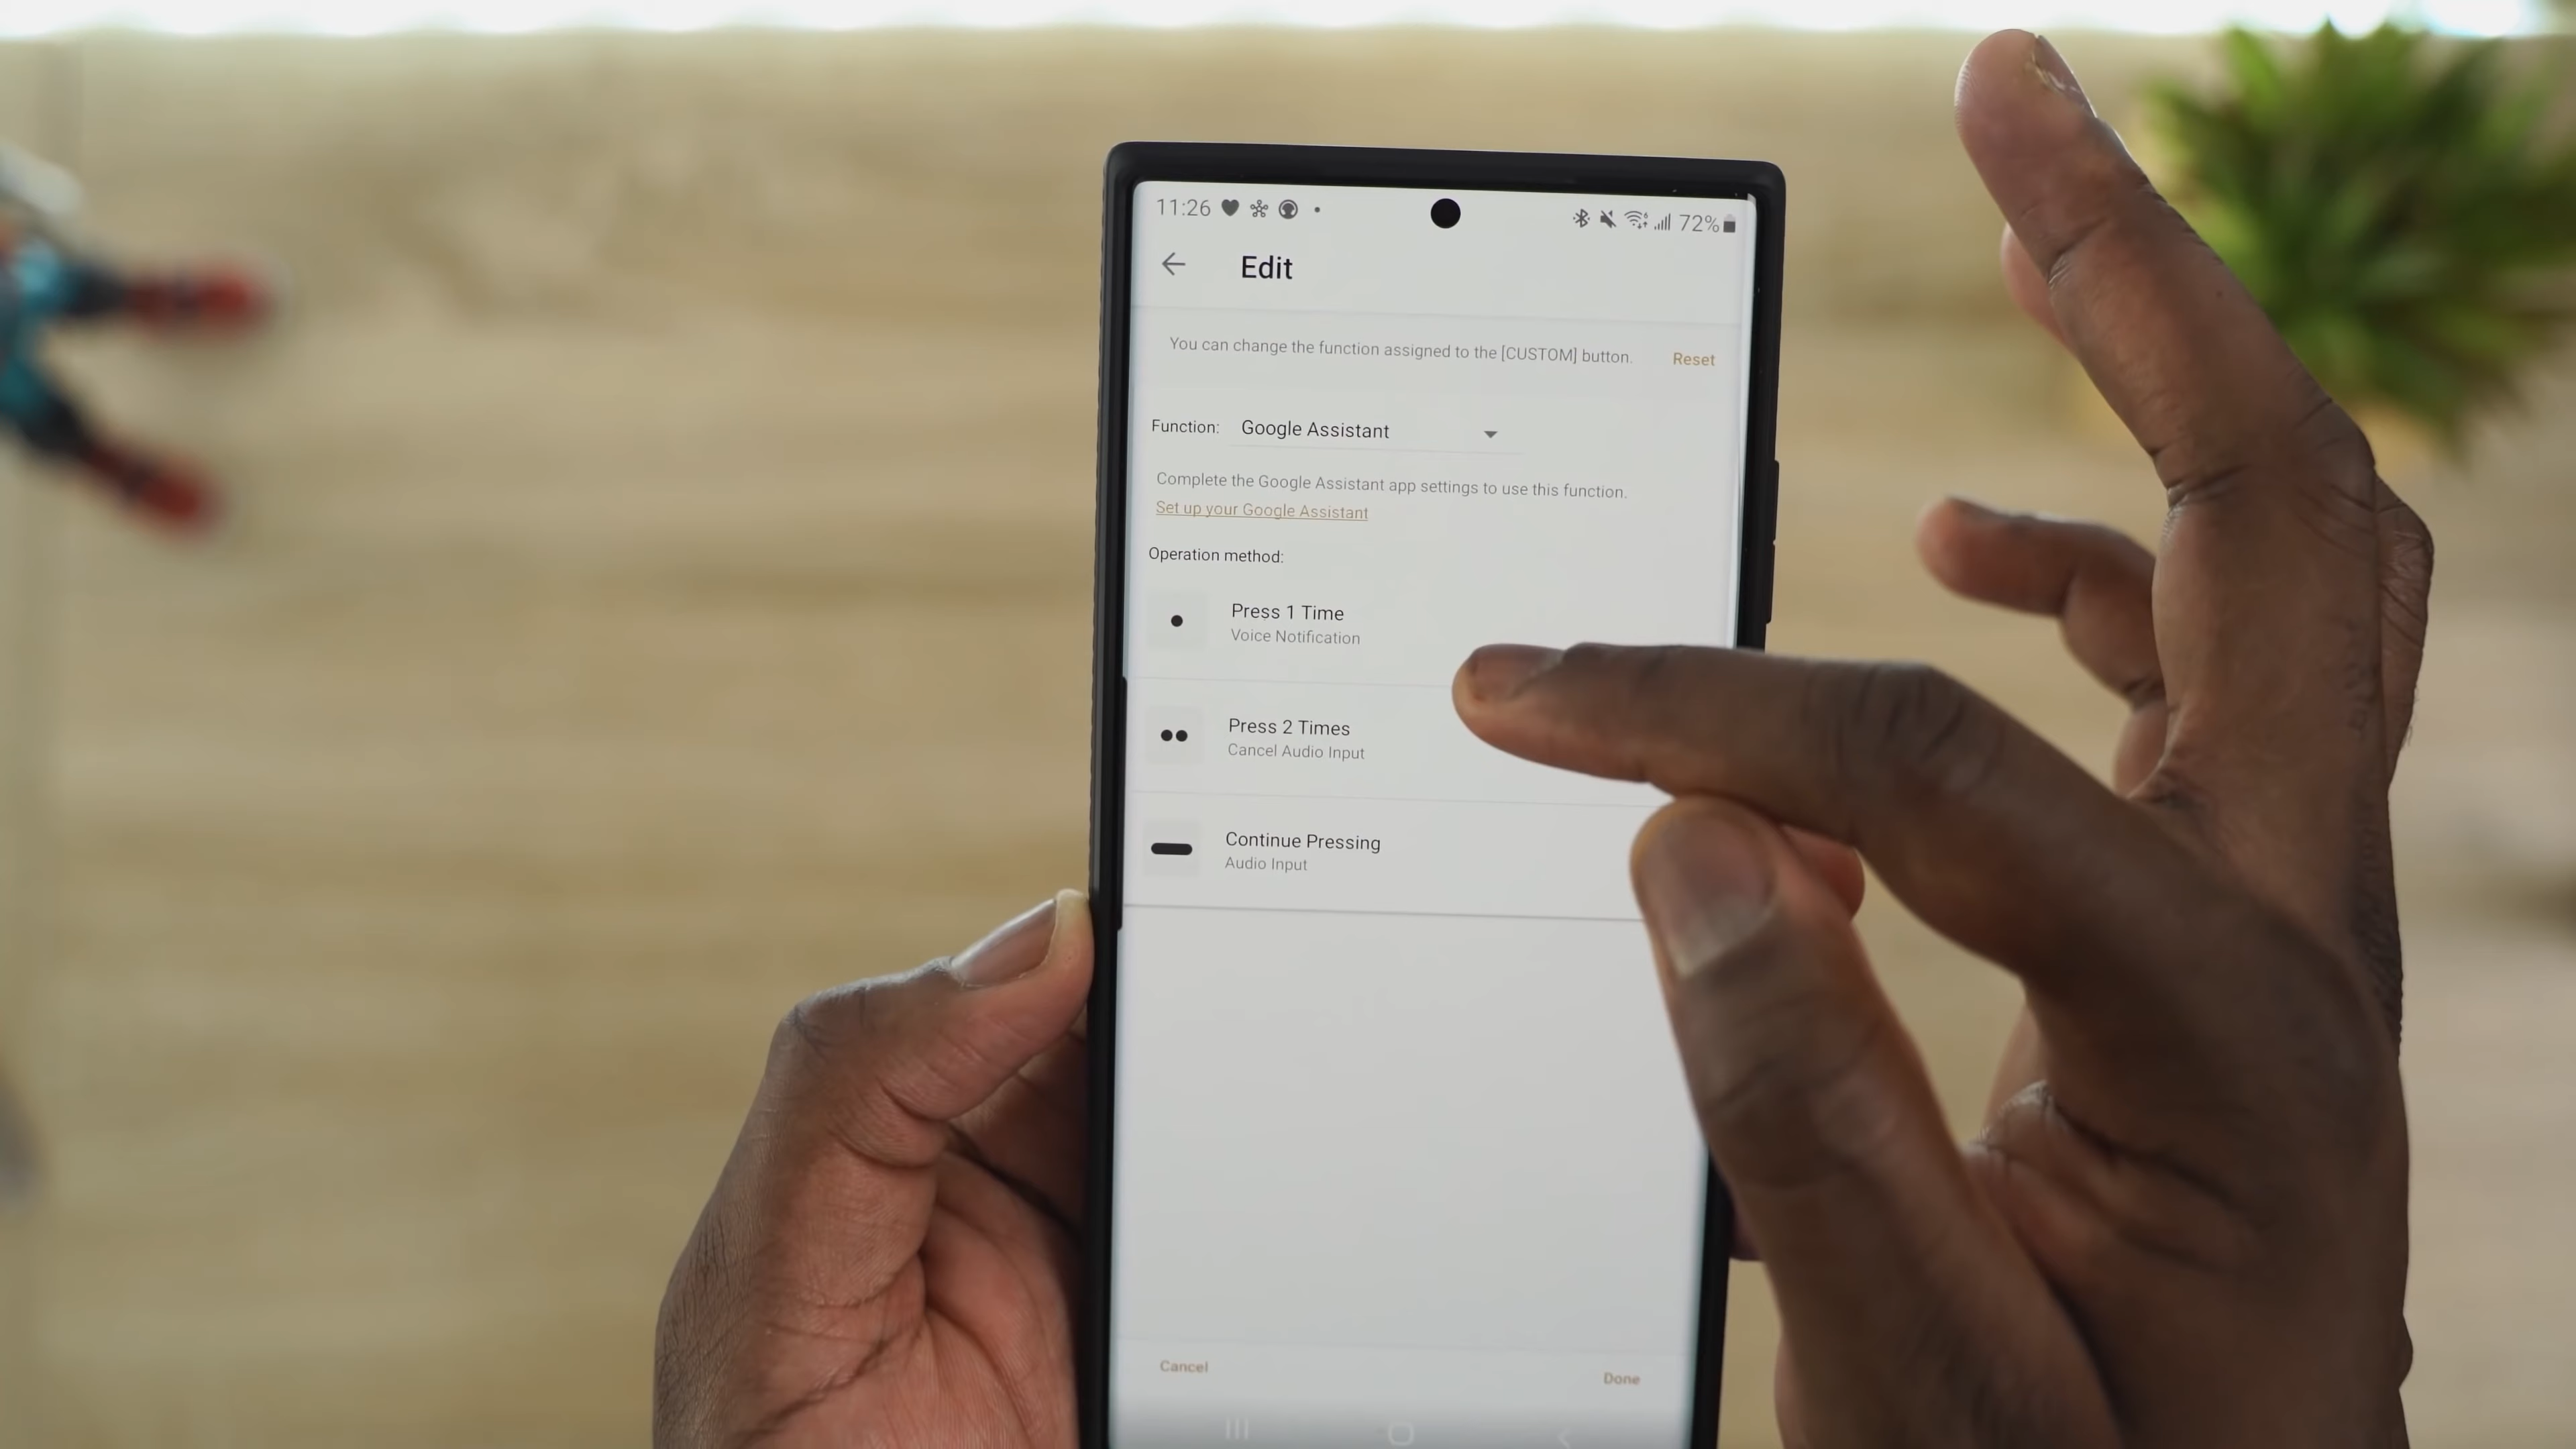 11:26 72%
Edit
You can change the function assigned to the [CUSTOM] button. Reset
Function: Google Assistant
Complete the Google Assistant app settings to use this function.
Set up your Google Assistant
Operation method:
Press 1 Time
Voice Notification
Press 2 Times
Cancel Audio Input
Continue Pressing
Audio Input
Cancel Done